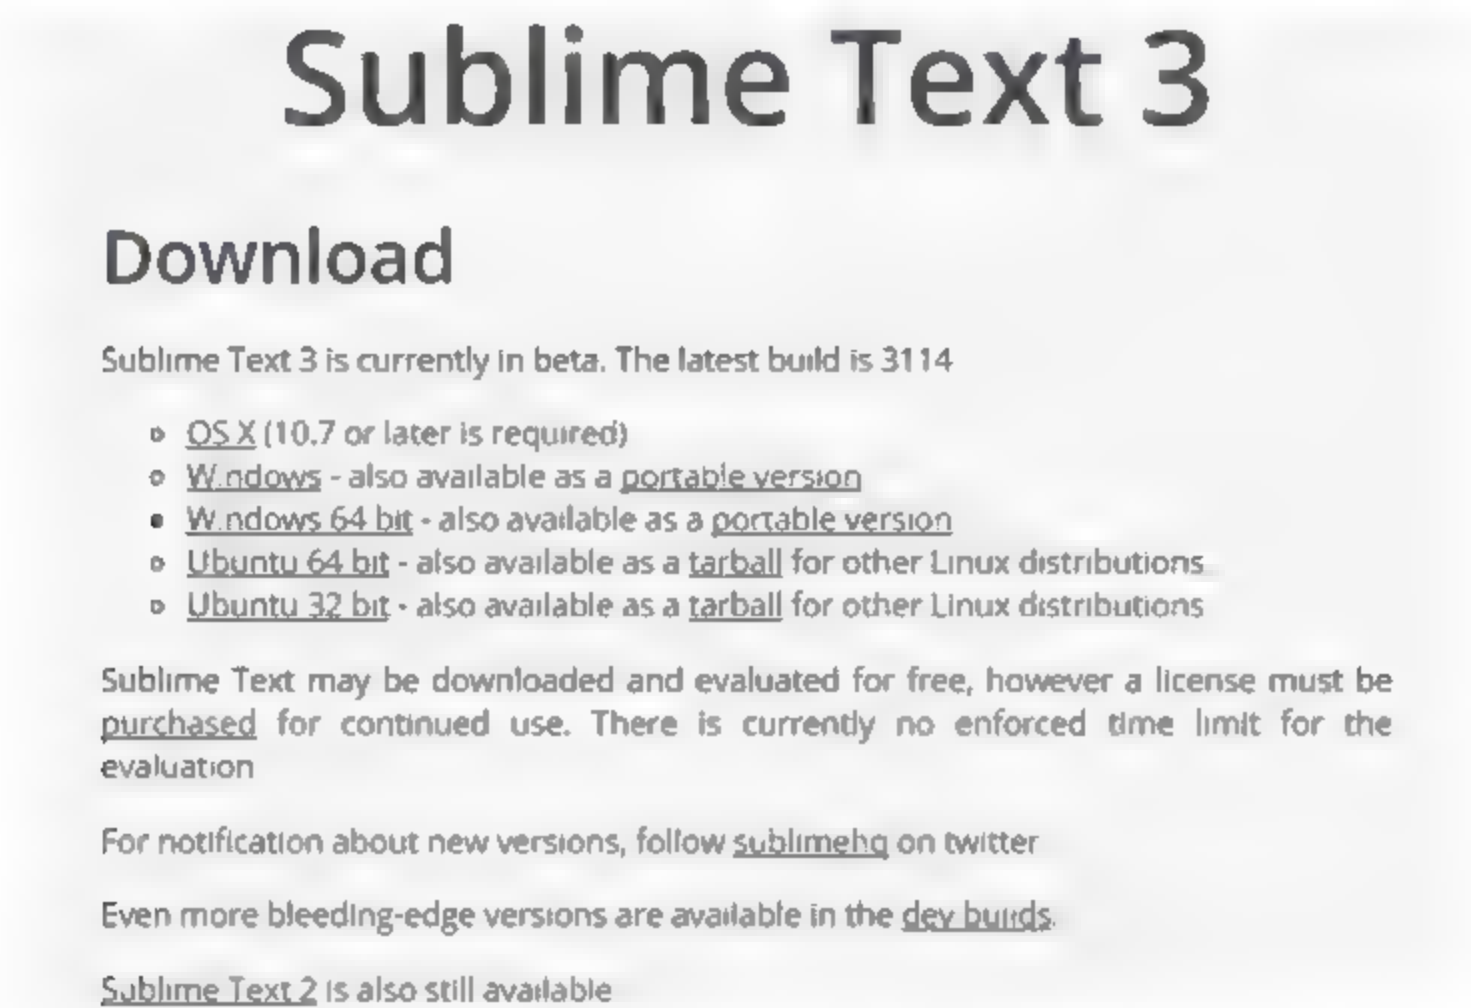 Sublime Text 3
Download
Sublime Text 3 is currently in beta. The latest build is 3114
OS X (10.7 or later is required)
Windows - also available as a portable version
Windows 64 bit - also available as a portable version
Ubuntu 64 bit - also available as a tarball for other Linux distributions
Ubuntu 32 bit - also available as a tarball for other Linux distributions
Sublime Text may be downloaded and evaluated for free, however a license must be
purchased for continued use. There is currently no enforced time limit for the
evaluation
For notification about new versions, follow sublimehq on twitter
Even more bleeding-edge versions are available in the dev builds.
Sublime Text 2 is also still available